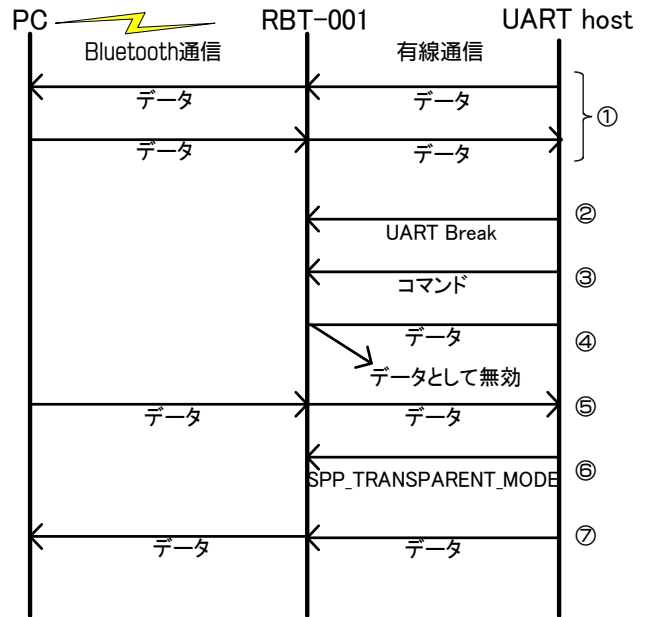 PC
RBT-001
UART host
Bluetooth通信
有線通信
データ
データ
①
データ
データ
②
UART Break
③
コマンド
データ
④
データとして無効
データ
データ
⑤
⑥
SPP_TRANSPARENT_MODE
データ
データ
⑦